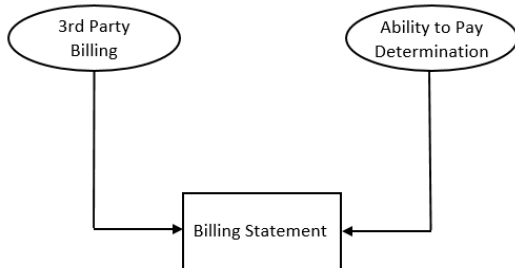 3rd Party
Billing
Ability to Pay
Determination
Billing Statement